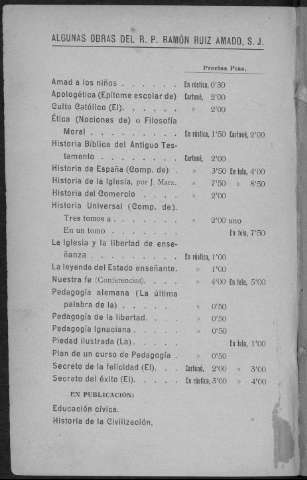 ALGUNAS OBRAS DEL R. P. RAMÓN RUIZ AMADO, S. J.
Precios Ptas.
Amad a los niños . . . . . . . En rústica, 0'30
Apologética (Epítome escolar de) Cartoné, 2'00
Culto Católico (El). . . . . . . » 2'00
Ética (Nociones de) o Filosofía
Moral . . . . . . . . . . En rústica, 1'50 Cartoné, 2'00
Historia Bíblica del Antiguo Tes-
tamento . . . . . . . . . Cartoné, 2'00
Historia de España (Comp. de) . » 3'50 En tela, 4'00
Historia de la Iglesia, por J. Marx. » 7'50 » 8'50
Historia del Comercio . . . . . » 2'00
Historia Universal (Comp. de).
Tres tomos a . . . . . . . » 2'00 uno
En un tomo . . . . . . . . En tela, 7'50
La Iglesia y la libertad de ense-
ñanza . . . . . . . . . . En rústica, 1'00
La leyenda del Estado enseñante. » 1'00
Nuestra fe (Conferencias). . . . » 4'00 En tela, 5'00
Pedagogía alemana (La última
palabra de la) . . . . . . . » 0'50
Pedagogía de la libertad. . . . . » 0'50
Pedagogía Ignaciana . . . . . . » 0'50
Piedad ilustrada (La). . . . . . En tela, 1'00
Plan de un curso de Pedagogía . . » 0'50
Secreto de la felicidad (El). . . . Cartoné, 2'00 » 3'00
Secreto del éxito (El). . . . . . En rústica, 3'00 » 4'00
EN PUBLICACIÓN:
Educación cívica.
Historia de la Civilización.